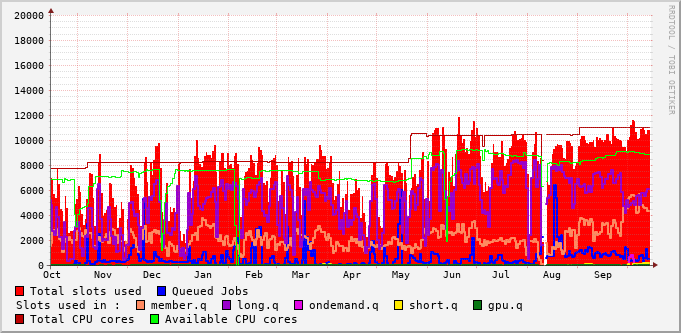 RRDTOOL / TOBI OETIKER
20000
18000
16000
14000
12000
10000
8000
6000
4000
2000
0
Oct Nov Dec Jan Feb Mar Apr May Jun Jul Aug Sep
Total slots used Queued Jobs
Slots used in : member.q long.q ondemand.q short.q gpu.q
Total CPU cores Available CPU cores